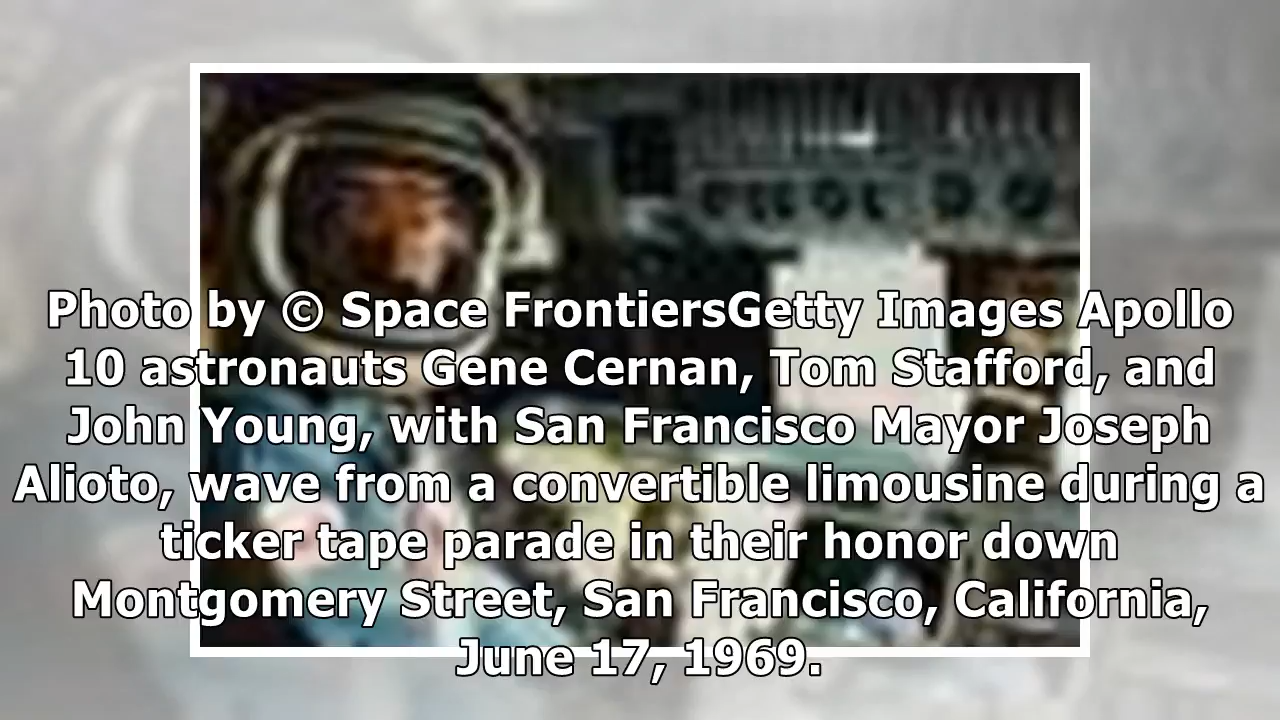 Photo by © Space FrontiersGetty Images Apollo
10 astronauts Gene Cernan, Tom Stafford, and
John Young, with San Francisco Mayor Joseph
Alioto, wave from a convertible limousine during a
ticker tape parade in their honor down
Montgomery Street, San Francisco, California,
June 17, 1969.